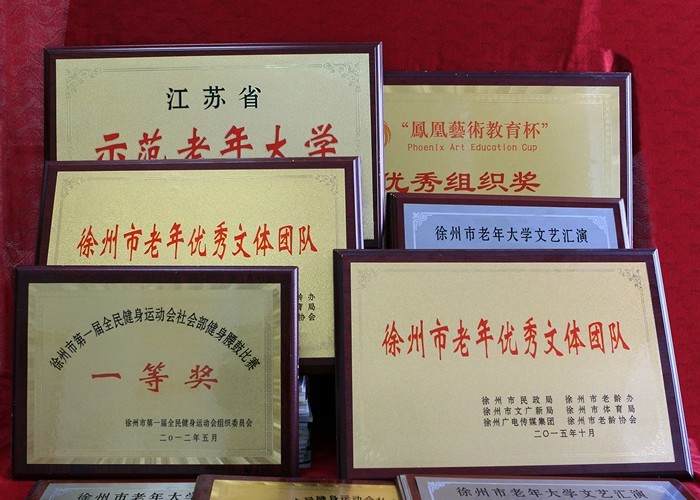 江苏省
示范老年大学
“鳳凰藝術教育杯”
Phoenix Art Education Cup
优秀组织奖
徐州市老年优秀文体团队
龄办
育局
协会
徐州市老年大学文艺汇演
徐州市第一届全民健身运动会社会部健身腰鼓比赛
一等奖
徐州市第一届全民健身运动会组织委员会
二〇一二年五月
徐州市老年优秀文体团队
徐州市民政局 徐州市老龄办
徐州市文广新局 徐州市体育局
徐州广电传媒集团 徐州市老龄协会
二〇一五年十月
徐州市老年大学
徐州市老年大学文艺汇演